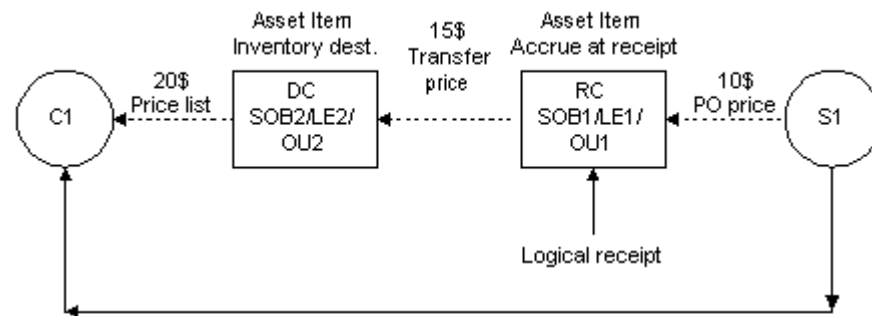 Asset Item
Inventory dest.
15$
Transfer
price
Asset Item
Accrue at receipt
20$
Price list
10$
PO price
C1
DC
SOB2/LE2/
OU2
RC
SOB1/LE1/
OU1
S1
Logical receipt